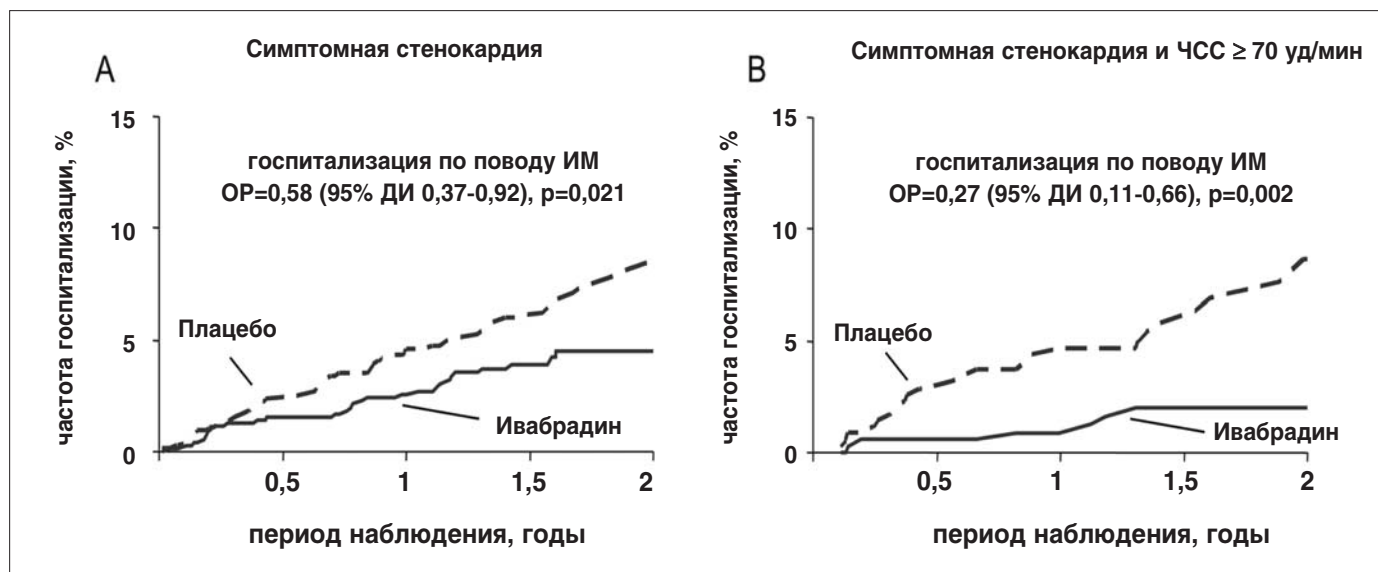 A
Симптомная стенокардия
частота госпитализации, %
15
10
5
0
госпитализация по поводу ИМ
ОР=0,58 (95% ДИ 0,37-0,92), р=0,021
Плацебо
Ивабрадин
0,5
1
1,5
2
период наблюдения, годы
B
Симптомная стенокардия и ЧСС ≥ 70 уд/мин
частота госпитализации, %
15
10
5
0
госпитализация по поводу ИМ
ОР=0,27 (95% ДИ 0,11-0,66), р=0,002
Плацебо
Ивабрадин
0,5
1
1,5
2
период наблюдения, годы